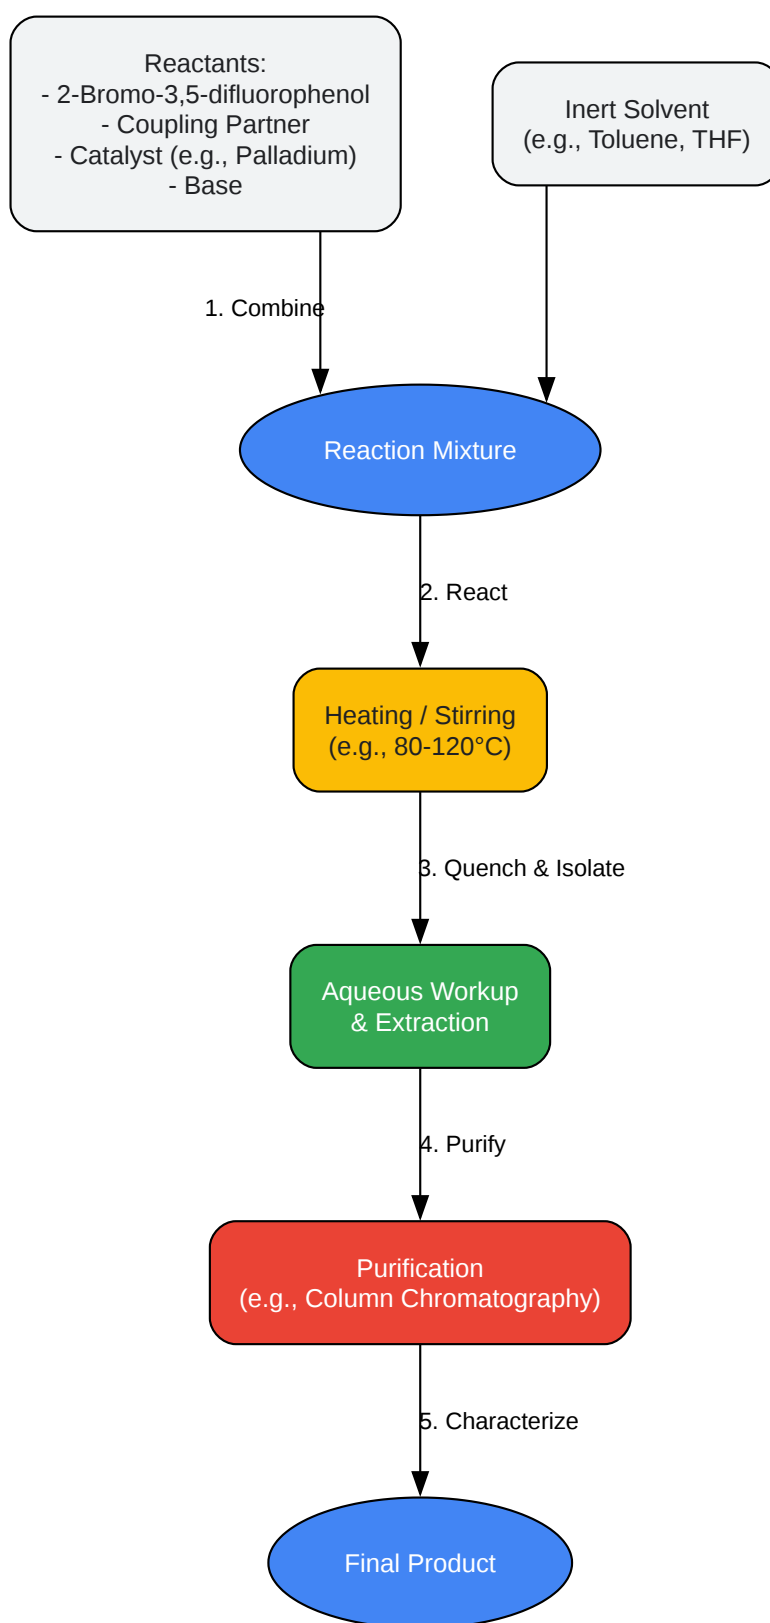 Reactants:
- 2-Bromo-3,5-difluorophenol
- Coupling Partner
- Catalyst (e.g., Palladium)
- Base
Inert Solvent
(e.g., Toluene, THF)
1. Combine
Reaction Mixture
2. React
Heating / Stirring
(e.g., 80-120°C)
3. Quench & Isolate
Aqueous Workup
& Extraction
4. Purify
Purification
(e.g., Column Chromatography)
5. Characterize
Final Product